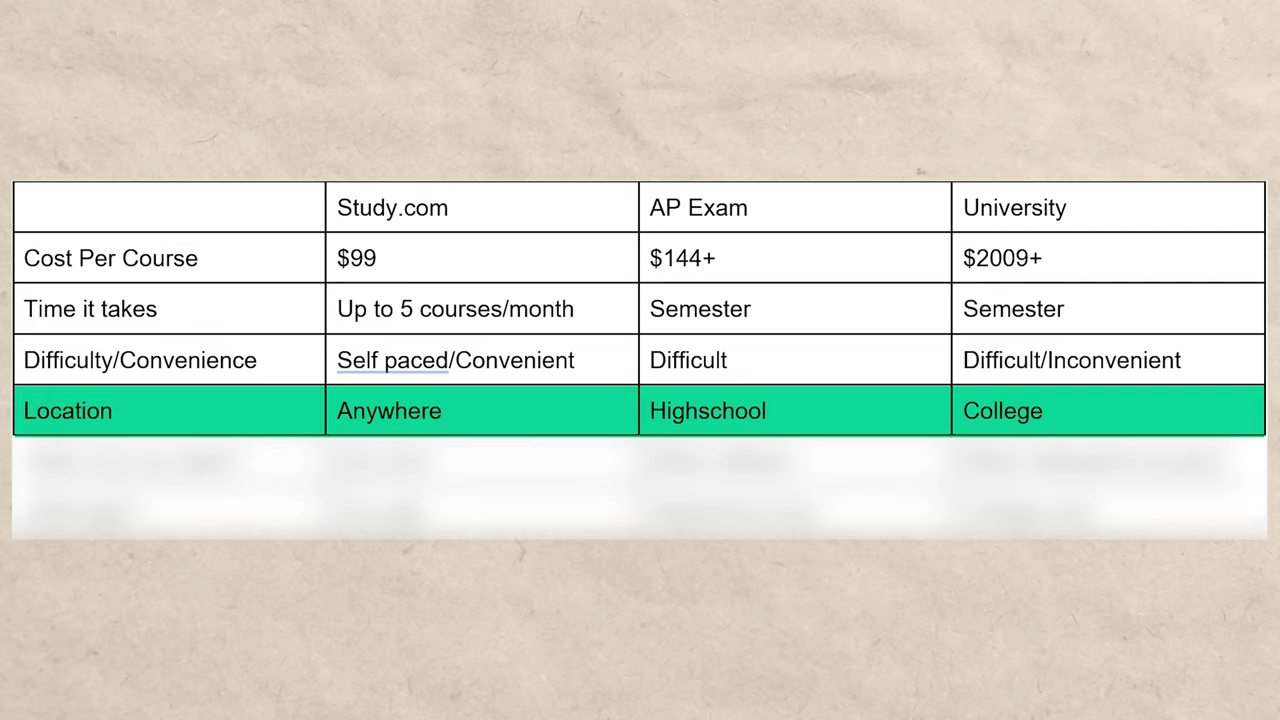 Study.com AP Exam University
Cost Per Course $99 $144+ $2009+
Time it takes Up to 5 courses/month Semester Semester
Difficulty/Convenience Self paced/Convenient Difficult Difficult/Inconvenient
Location Anywhere Highschool College